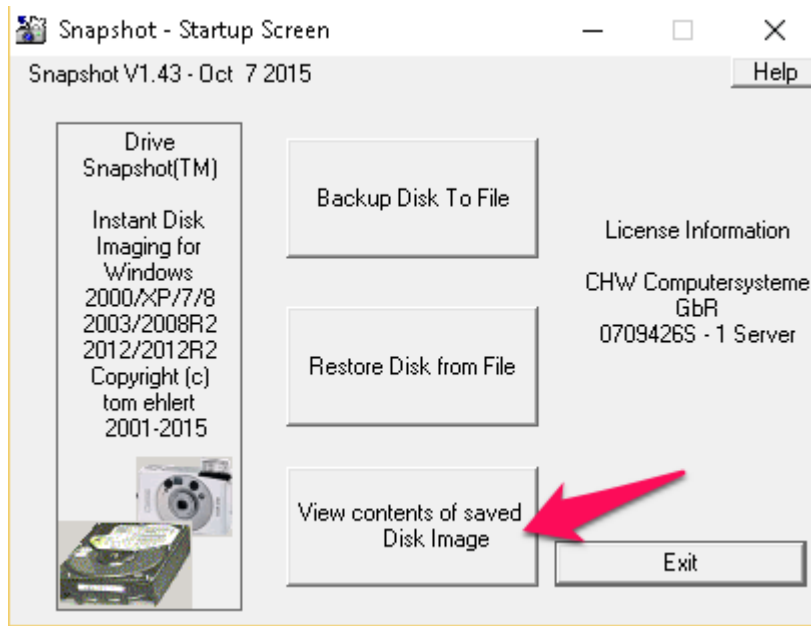 Snapshot - Startup Screen
Snapshot V1.43 - Oct 7 2015
Help
Drive
Snapshot(TM)
Instant Disk
Imaging for
Windows
2000/XP/7/8
2003/2008R2
2012/2012R2
Copyright (c)
tom ehlert
2001-2015
Backup Disk To File
Restore Disk from File
View contents of saved
Disk Image
License Information
CHW Computersysteme
GbR
0709426S - 1 Server
Exit